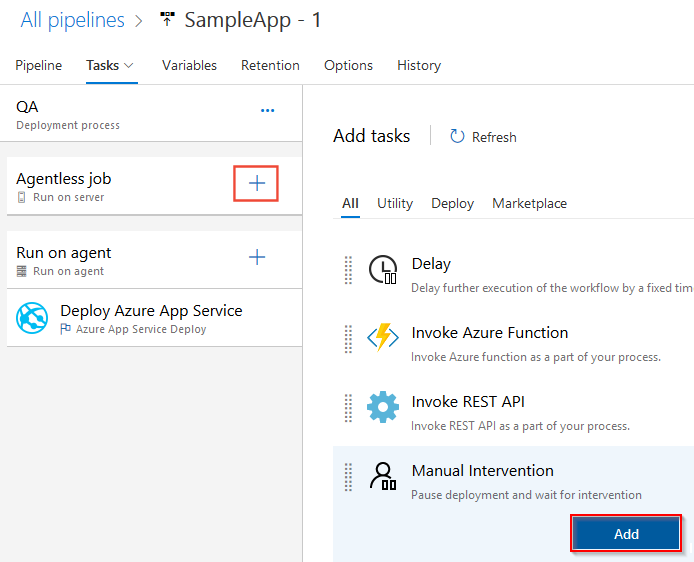 All pipelines > SampleApp - 1
Pipeline Tasks Variables Retention Options History
QA
Deployment process
Agentless job
Run on server
Run on agent
Run on agent
Deploy Azure App Service
Azure App Service Deploy
Add tasks Refresh
All Utility Deploy Marketplace
Delay
Delay further execution of the workflow by a fixed tim
Invoke Azure Function
Invoke Azure function as a part of your process.
Invoke REST API
Invoke REST API as a part of your process.
Manual Intervention
Pause deployment and wait for intervention
Add